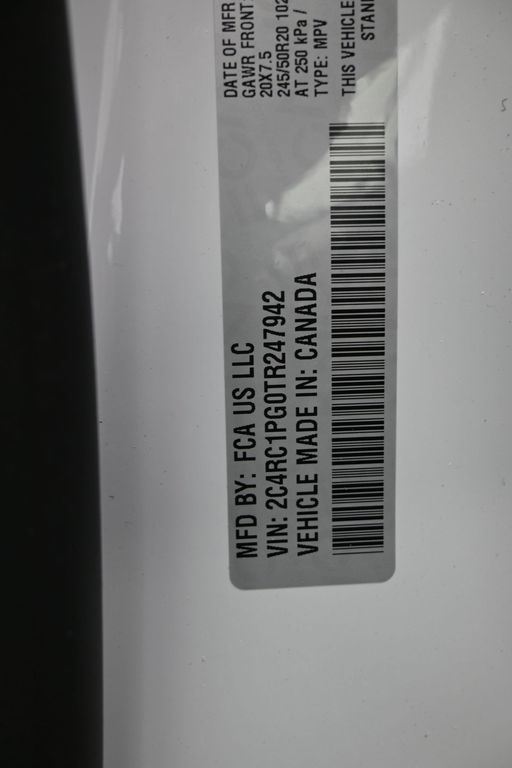 MFD BY: FCA US LLC
DATE OF MFR
VIN: 2C4RC1PG0TR247942
GAWR FRONT:
20X7.5
VEHICLE MADE IN: CANADA
245/50R20 102
AT 250 kPa /
TYPE: MPV
THIS VEHICLE
STAN